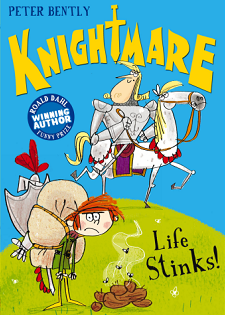 PETER BENTLY
KNIGHTMARE
ROALD DAHL
WINNING
AUTHOR
FUNNY PRIZE
Life
Stinks!